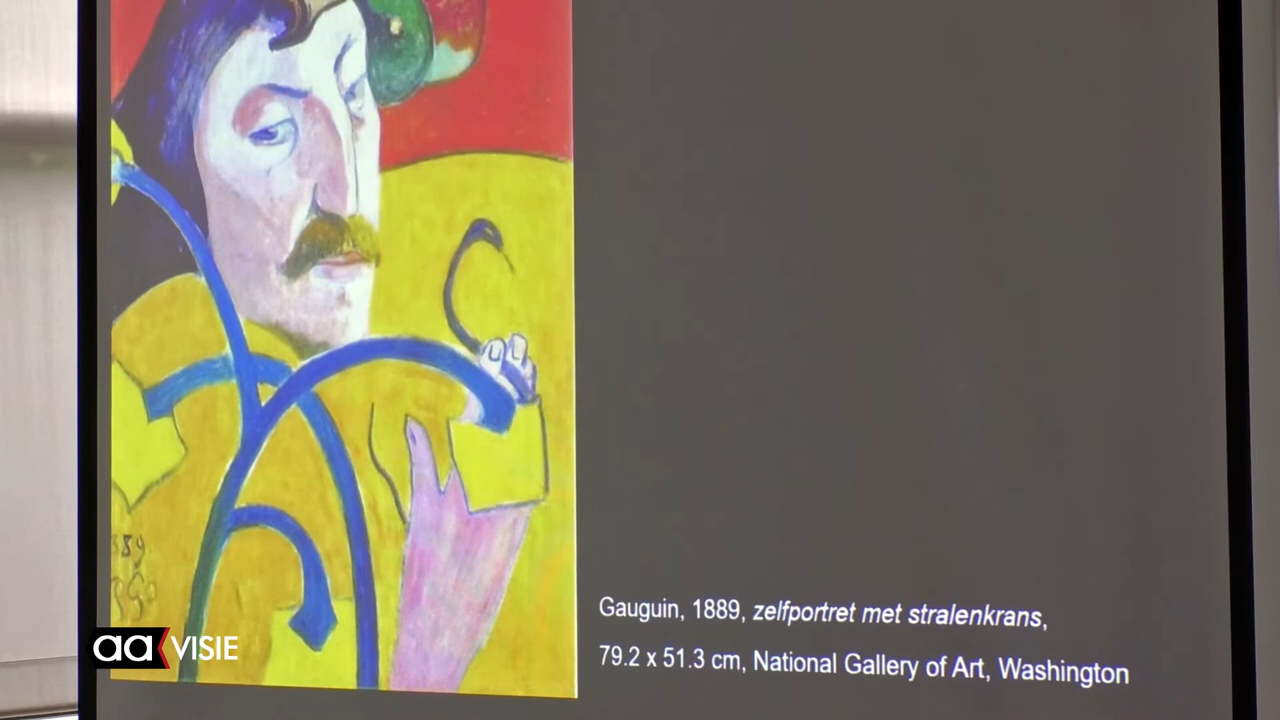 Gauguin, 1889, zelfportret met stralenkrans,
79.2 x 51.3 cm, National Gallery of Art, Washington
aa VISIE